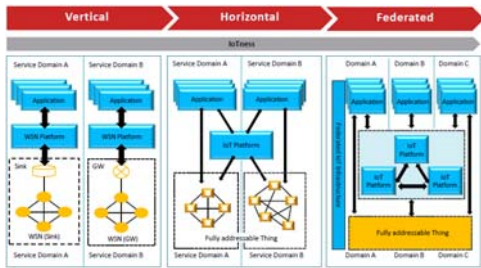 Vertical
Horizontal
Federated
IoTness
Service Domain A
Service Domain B
Application
Application
WSN Platform
WSN Platform
Sink
GW
WSN (Sink)
WSN (GW)
Service Domain A
Service Domain B
Service Domain A
Service Domain B
Application
Application
IoT Platform
Fully addressable Thing
Service Domain A
Service Domain B
Domain A
Domain B
Domain C
Application
Application
Application
Federated IoT Infrastructure
IoT
Platform
IoT
Platform
IoT
Platform
Fully addressable Thing
Domain A
Domain B
Domain C